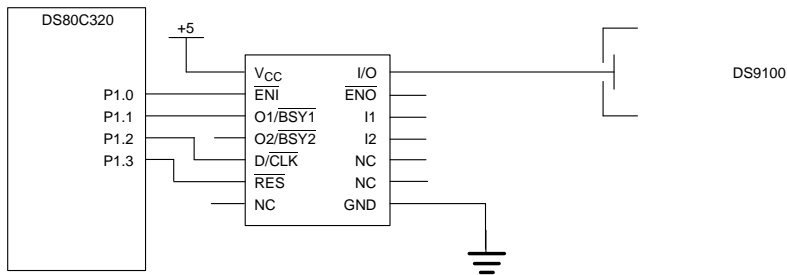 DS80C320
P1.0
P1.1
P1.2
P1.3
+5
VCC
ENI
O1/BSY1
O2/BSY2
D/CLK
RES
NC
I/O
ENO
I1
I2
NC
NC
GND
DS9100